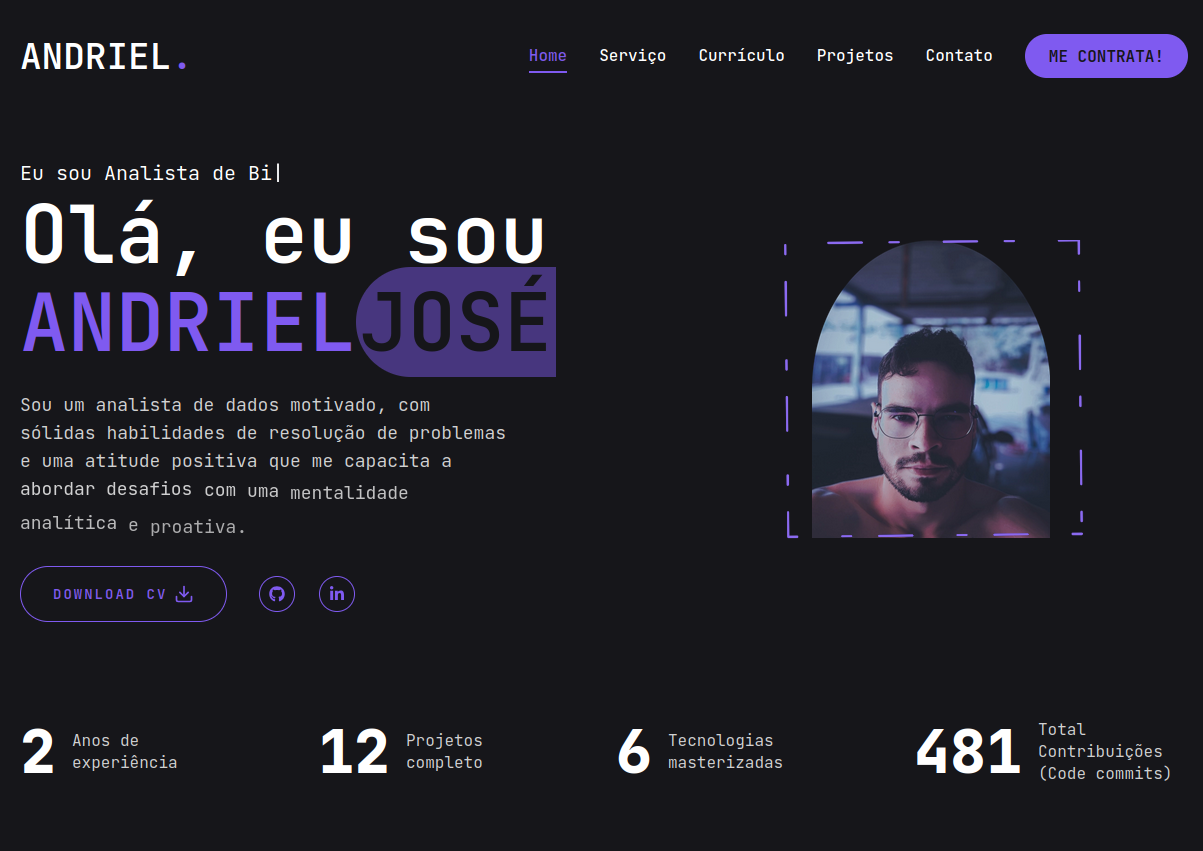 ANDRIEL.
Home Serviço Currículo Projetos Contato ME CONTRATA!
Eu sou Analista de Bi|
Olá, eu sou
ANDRIEL JOSÉ
Sou um analista de dados motivado, com
sólidas habilidades de resolução de problemas
e uma atitude positiva que me capacita a
abordar desafios com uma mentalidade
analítica e proativa.
DOWNLOAD CV
in
2 Anos de
experiência
12 Projetos
completo
6 Tecnologias
masterizadas
481 Total
Contribuições
(Code commits)